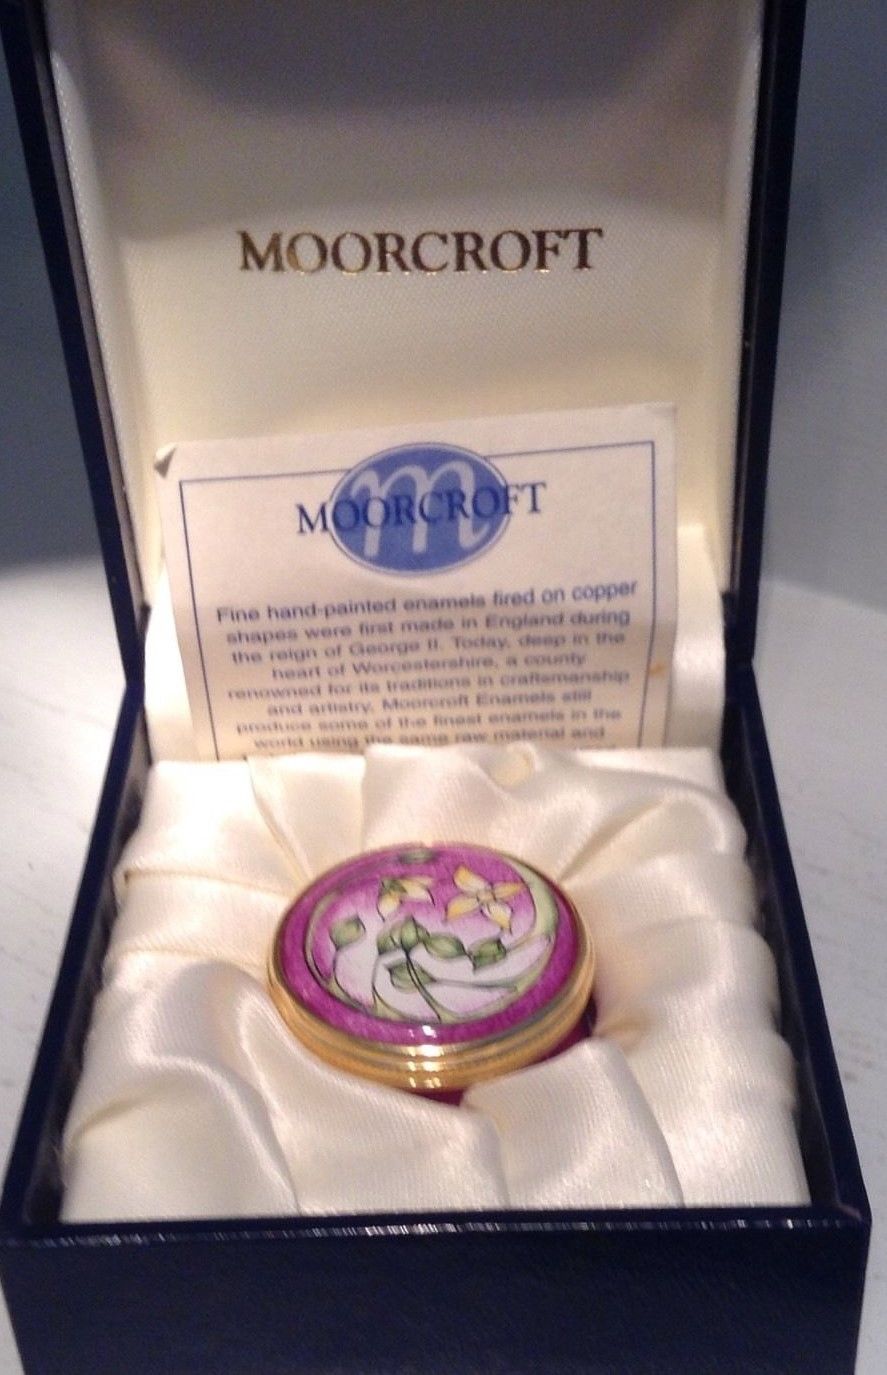 MOORCROFT
m
MOORCROFT
Fine hand-painted enamels fired on copper
shapes were first made in England during
the reign of George II. Today, deep in the
heart of Worcestershire, a county
renowned for its traditions in craftsmanship
and artistry, Moorcroft Enamels still
produce some of the finest enamels in the
world using the same raw material and